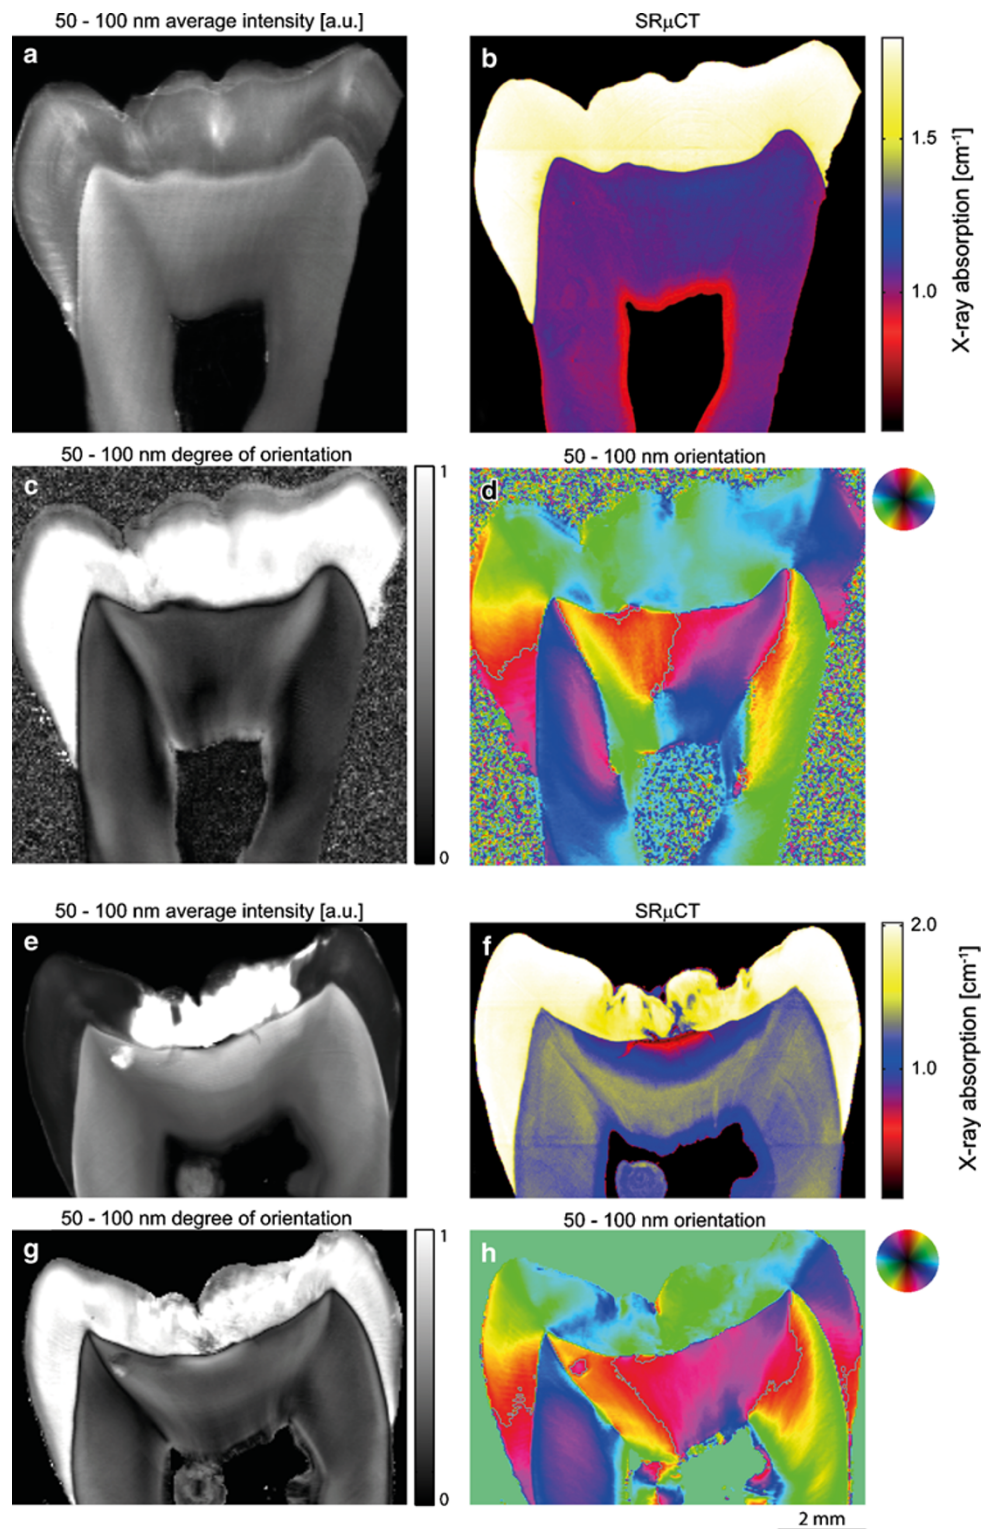 50 - 100 nm average intensity [a.u.]
SRμCT
a
b
1.5
1.0
X-ray absorption [cm⁻¹]
50 - 100 nm degree of orientation
50 - 100 nm orientation
c
1
0
d
50 - 100 nm average intensity [a.u.]
SRμCT
e
f
2.0
1.0
X-ray absorption [cm⁻¹]
50 - 100 nm degree of orientation
50 - 100 nm orientation
g
1
0
h
2 mm